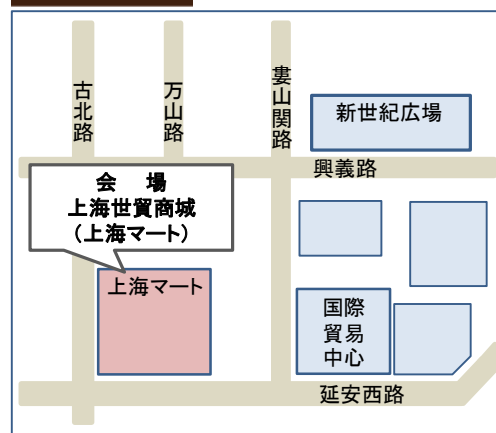 古北路
万山路
婁山関路
新世紀広場
興義路
会　場
上海世貿商城
（上海マート）
上海マート
国際
貿易
中心
延安西路